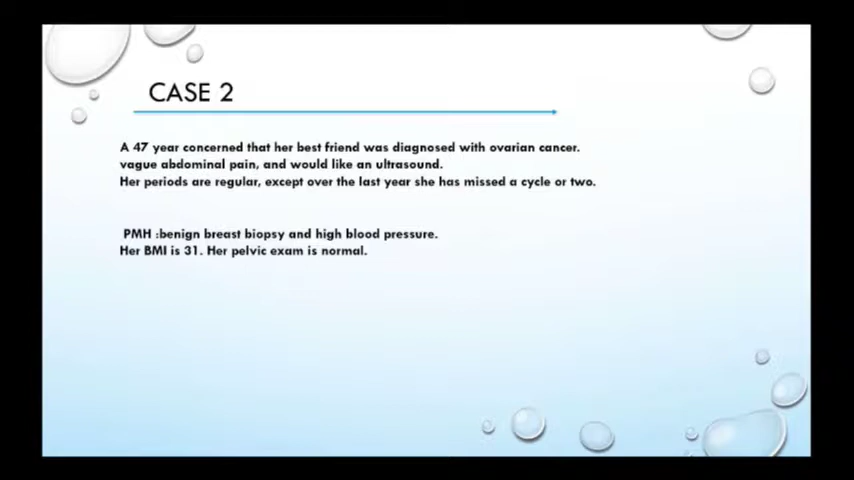 CASE 2
A 47 year concerned that her best friend was diagnosed with ovarian cancer.
vague abdominal pain, and would like an ultrasound.
Her periods are regular, except over the last year she has missed a cycle or two.
PMH :benign breast biopsy and high blood pressure.
Her BMI is 31. Her pelvic exam is normal.